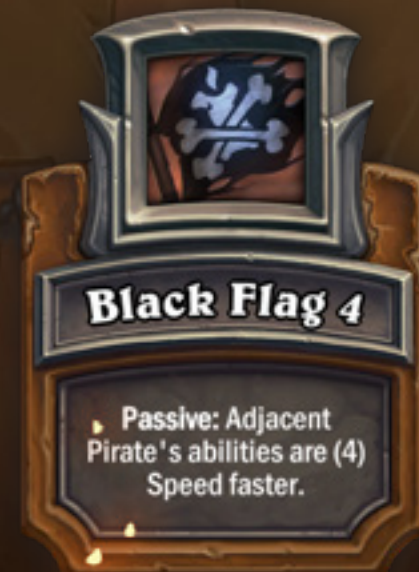 Black Flag 4
Passive: Adjacent
Pirate's abilities are (4)
Speed faster.